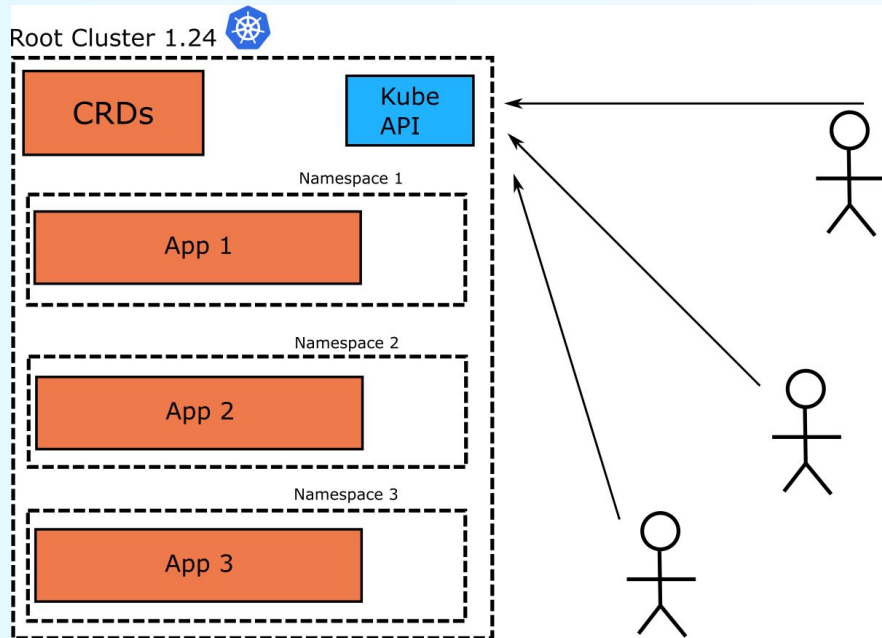 Root Cluster 1.24
CRDs
Kube
API
Namespace 1
App 1
Namespace 2
App 2
Namespace 3
App 3